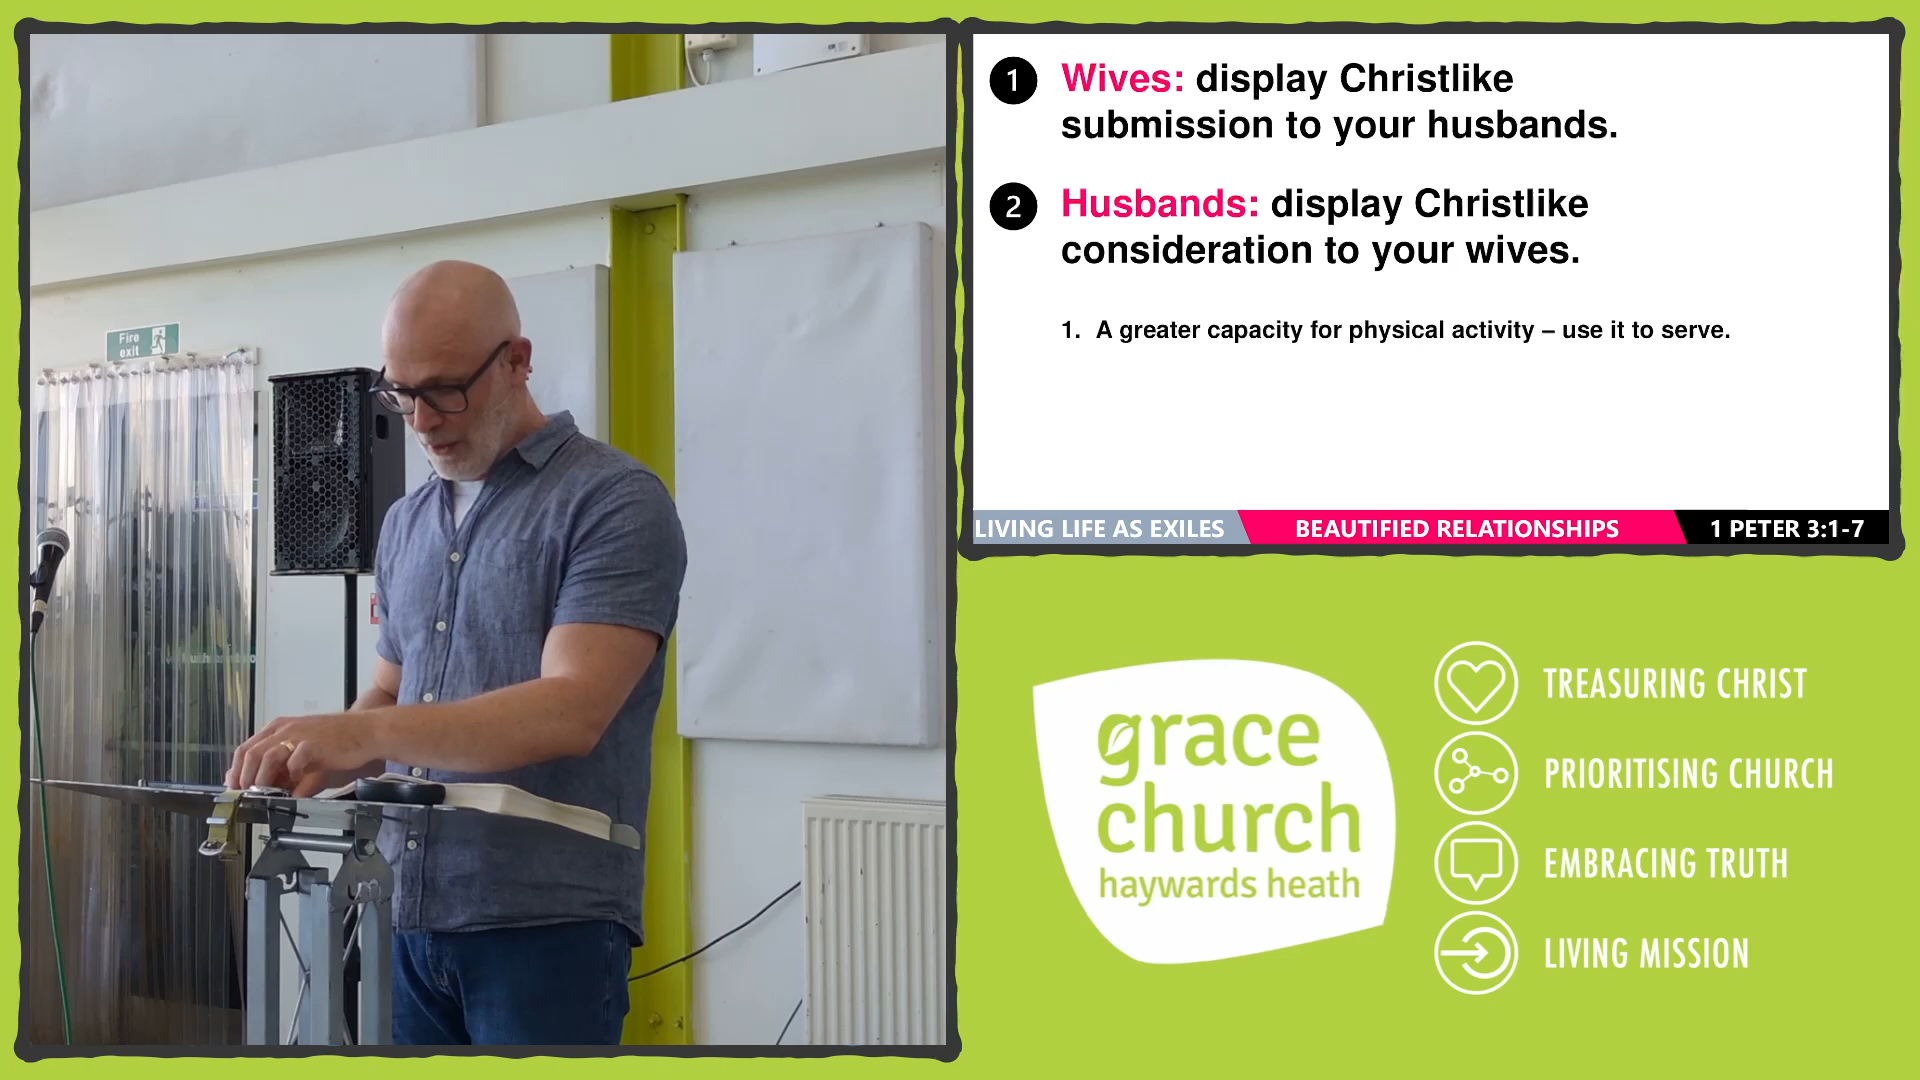 Fire
exit
1 Wives: display Christlike
submission to your husbands.
2 Husbands: display Christlike
consideration to your wives.
1. A greater capacity for physical activity – use it to serve.
LIVING LIFE AS EXILES BEAUTIFIED RELATIONSHIPS 1 PETER 3:1-7
grace
church
haywards heath
TREASURING CHRIST
PRIORITISING CHURCH
EMBRACING TRUTH
LIVING MISSION